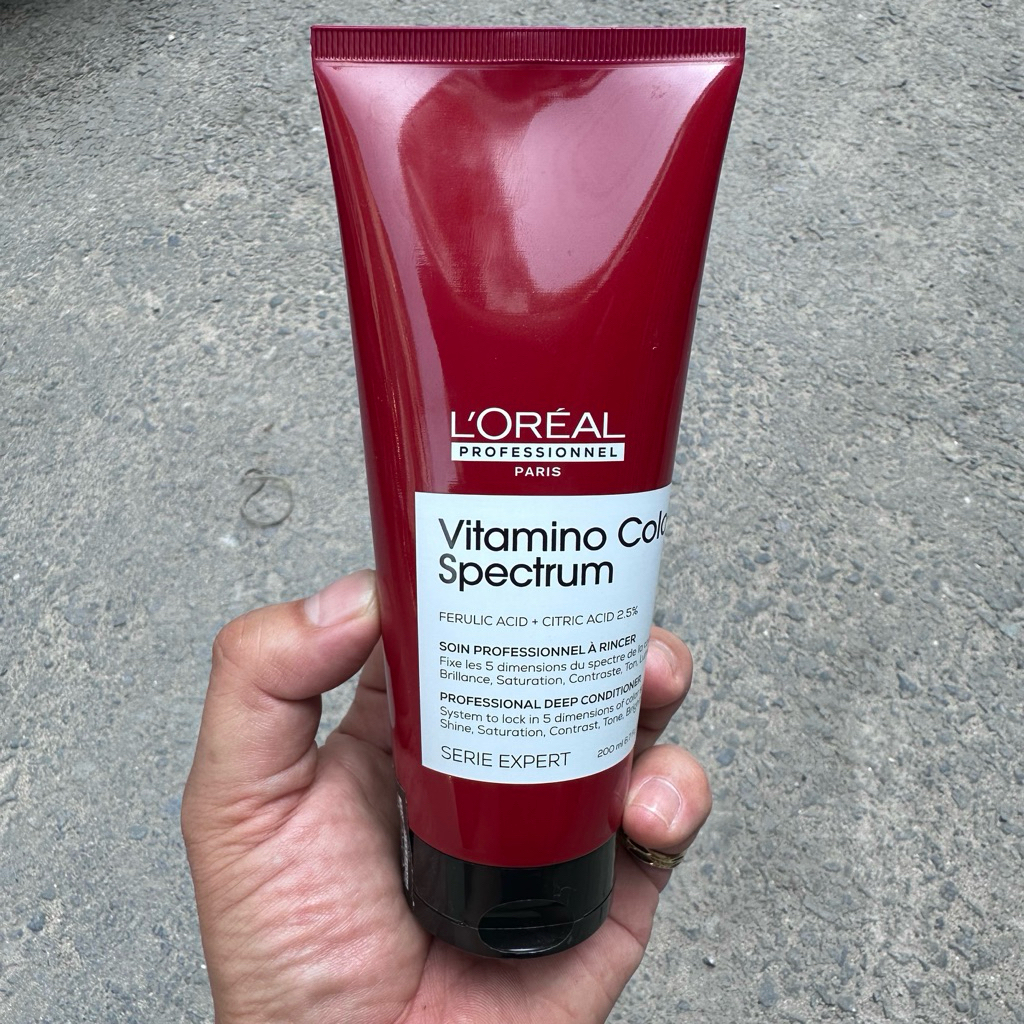 L'ORÉAL
PROFESSIONNEL
PARIS
Vitamino Colo
Spectrum
FERULIC ACID + CITRIC ACID 2.5%
SOIN PROFESSIONNEL À RINCER
Fixe les 5 dimensions du spectre de la
Brillance, Saturation, Contraste, Ton,
PROFESSIONAL DEEP CONDITIONER
System to lock in 5 dimensions of color
Shine, Saturation, Contrast, Tone,
SERIE EXPERT
200 ml